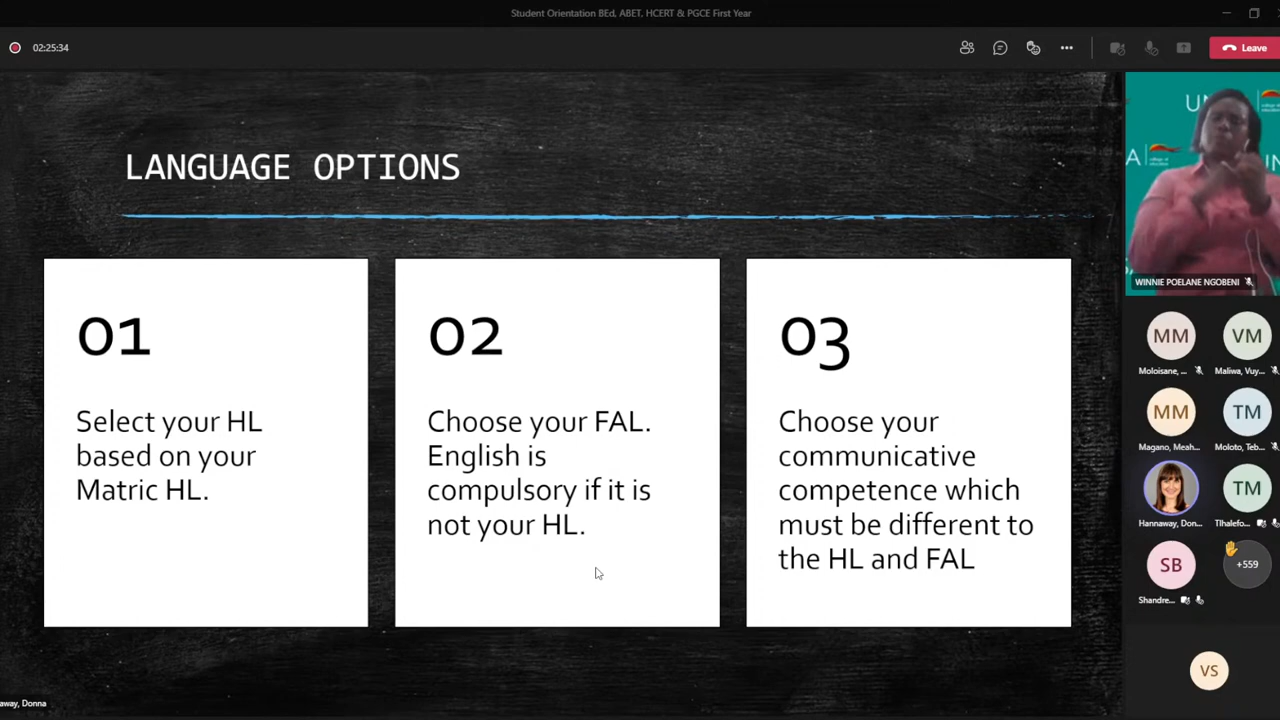 Student Orientation BEd, ABET, HCERT & PGCE First Year
02:25:34
Leave
LANGUAGE OPTIONS
01
Select your HL
based on your
Matric HL.
02
Choose your FAL.
English is
compulsory if it is
not your HL.
03
Choose your
communicative
competence which
must be different to
the HL and FAL
WINNIE POELANE NGOBENI
MM
VM
Moloisane, ...
Maliwa, Vuy...
MM
TM
Magano, Meah...
Moloto, Teb...
TM
Hannaway, Don...
Tlhalefo...
SB
+559
Shandre...
VS
away, Donna